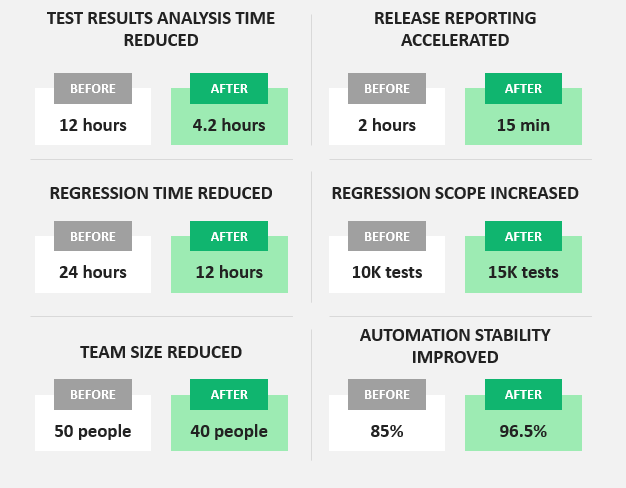 TEST RESULTS ANALYSIS TIME
REDUCED
BEFORE
AFTER
12 hours
4.2 hours
RELEASE REPORTING
ACCELERATED
BEFORE
AFTER
2 hours
15 min
REGRESSION TIME REDUCED
BEFORE
AFTER
24 hours
12 hours
REGRESSION SCOPE INCREASED
BEFORE
AFTER
10K tests
15K tests
TEAM SIZE REDUCED
BEFORE
AFTER
50 people
40 people
AUTOMATION STABILITY
IMPROVED
BEFORE
AFTER
85%
96.5%